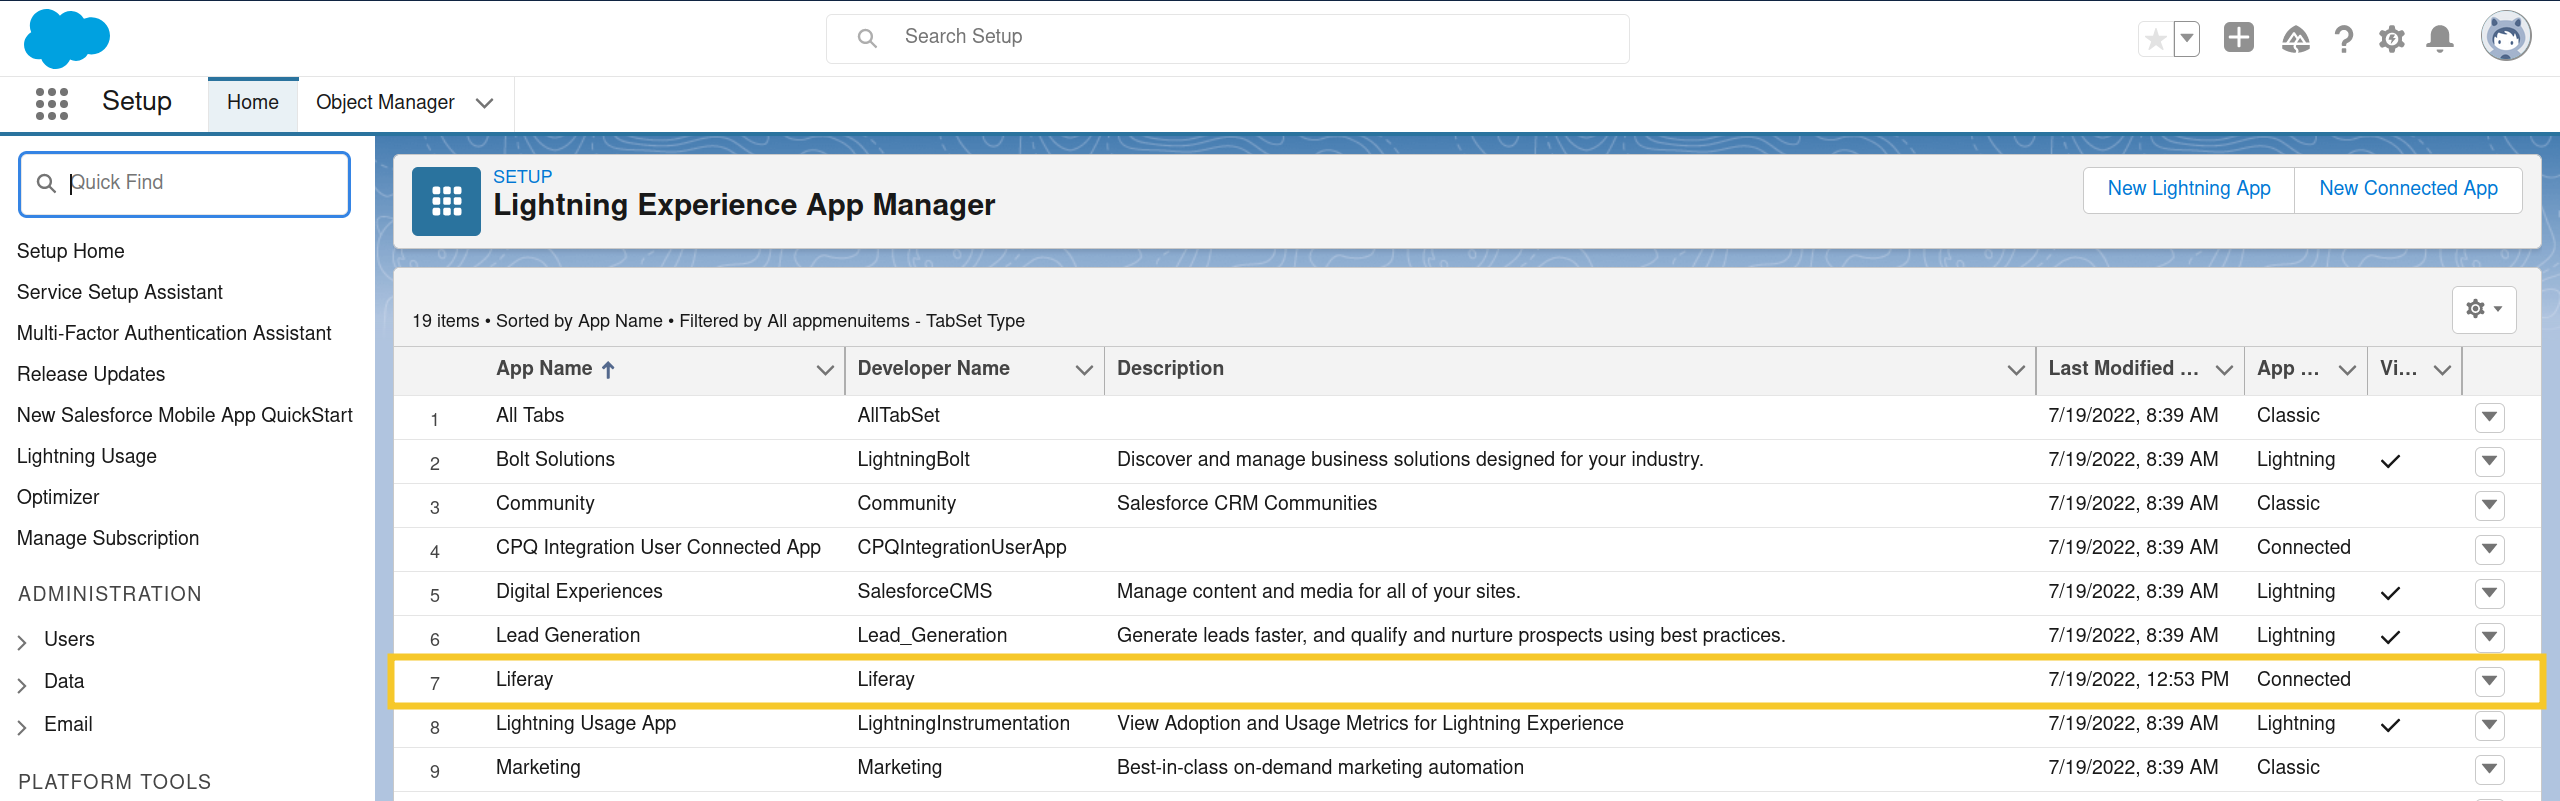 Search Setup
Setup Home Object Manager
Quick Find
Setup Home
Service Setup Assistant
Multi-Factor Authentication Assistant
Release Updates
New Salesforce Mobile App QuickStart
Lightning Usage
Optimizer
Manage Subscription
ADMINISTRATION
Users
Data
Email
PLATFORM TOOLS
SETUP
Lightning Experience App Manager
New Lightning App New Connected App
19 items • Sorted by App Name • Filtered by All appmenuitems - TabSet Type
App Name Developer Name Description Last Modified ... App ... Vi...
1 All Tabs AllTabSet 7/19/2022, 8:39 AM Classic
2 Bolt Solutions LightningBolt Discover and manage business solutions designed for your industry. 7/19/2022, 8:39 AM Lightning
3 Community Community Salesforce CRM Communities 7/19/2022, 8:39 AM Classic
4 CPQ Integration User Connected App CPQIntegrationUserApp 7/19/2022, 8:39 AM Connected
5 Digital Experiences SalesforceCMS Manage content and media for all of your sites. 7/19/2022, 8:39 AM Lightning
6 Lead Generation Lead_Generation Generate leads faster, and qualify and nurture prospects using best practices. 7/19/2022, 8:39 AM Lightning
7 Liferay Liferay 7/19/2022, 12:53 PM Connected
8 Lightning Usage App LightningInstrumentation View Adoption and Usage Metrics for Lightning Experience 7/19/2022, 8:39 AM Lightning
9 Marketing Marketing Best-in-class on-demand marketing automation 7/19/2022, 8:39 AM Classic